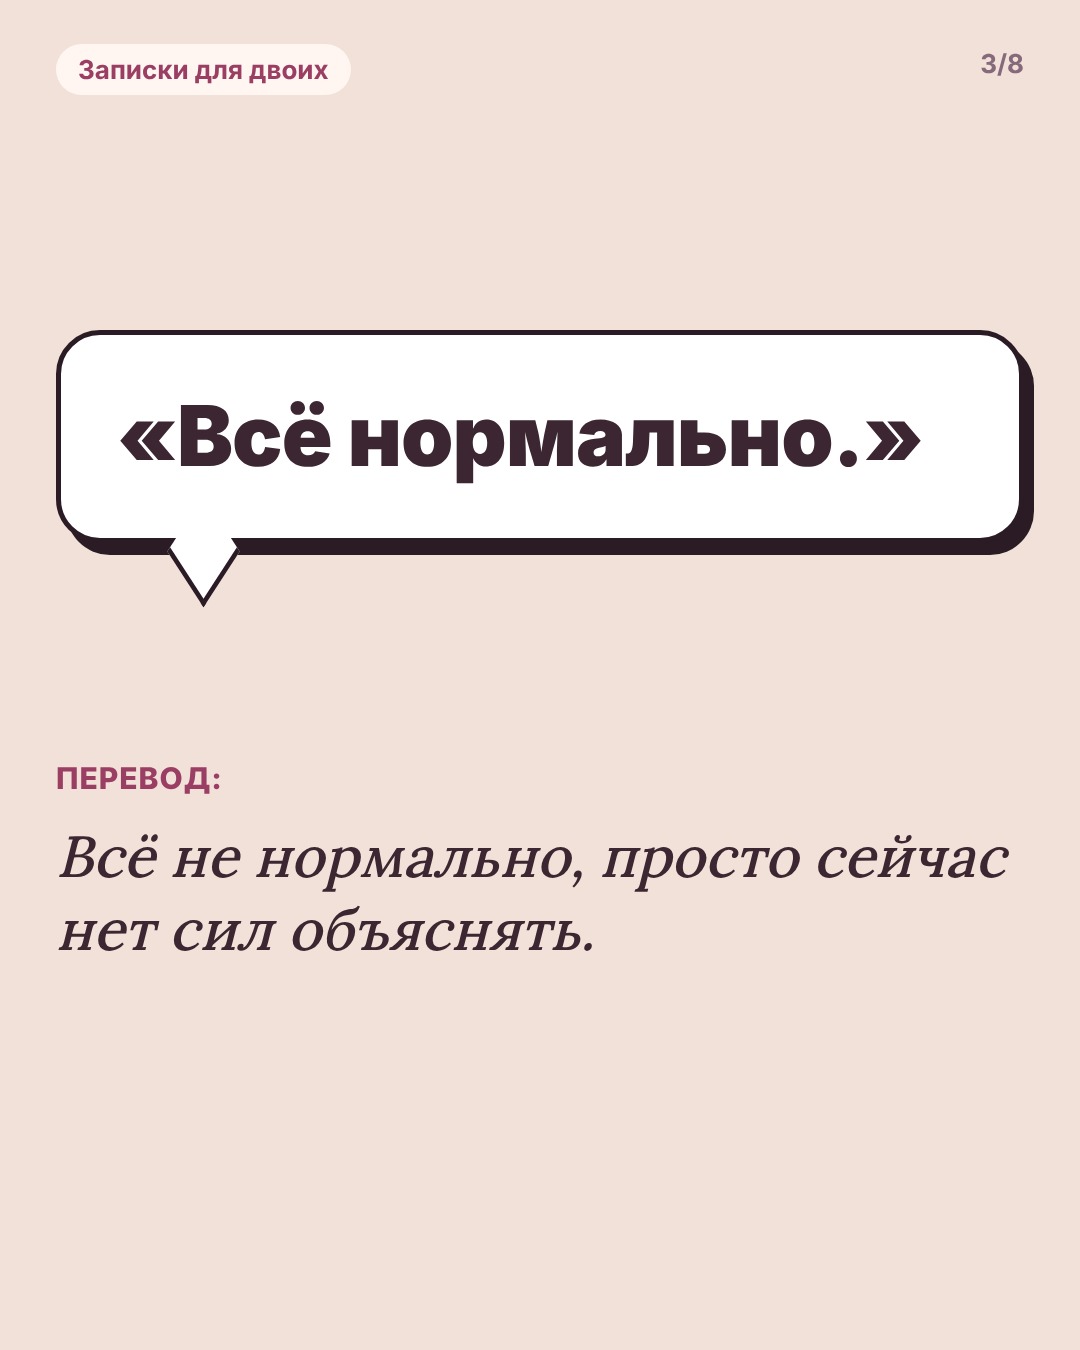 Записки для двоих
3/8
«Всё нормально.»
ПЕРЕВОД:
Всё не нормально, просто сейчас
нет сил объяснять.